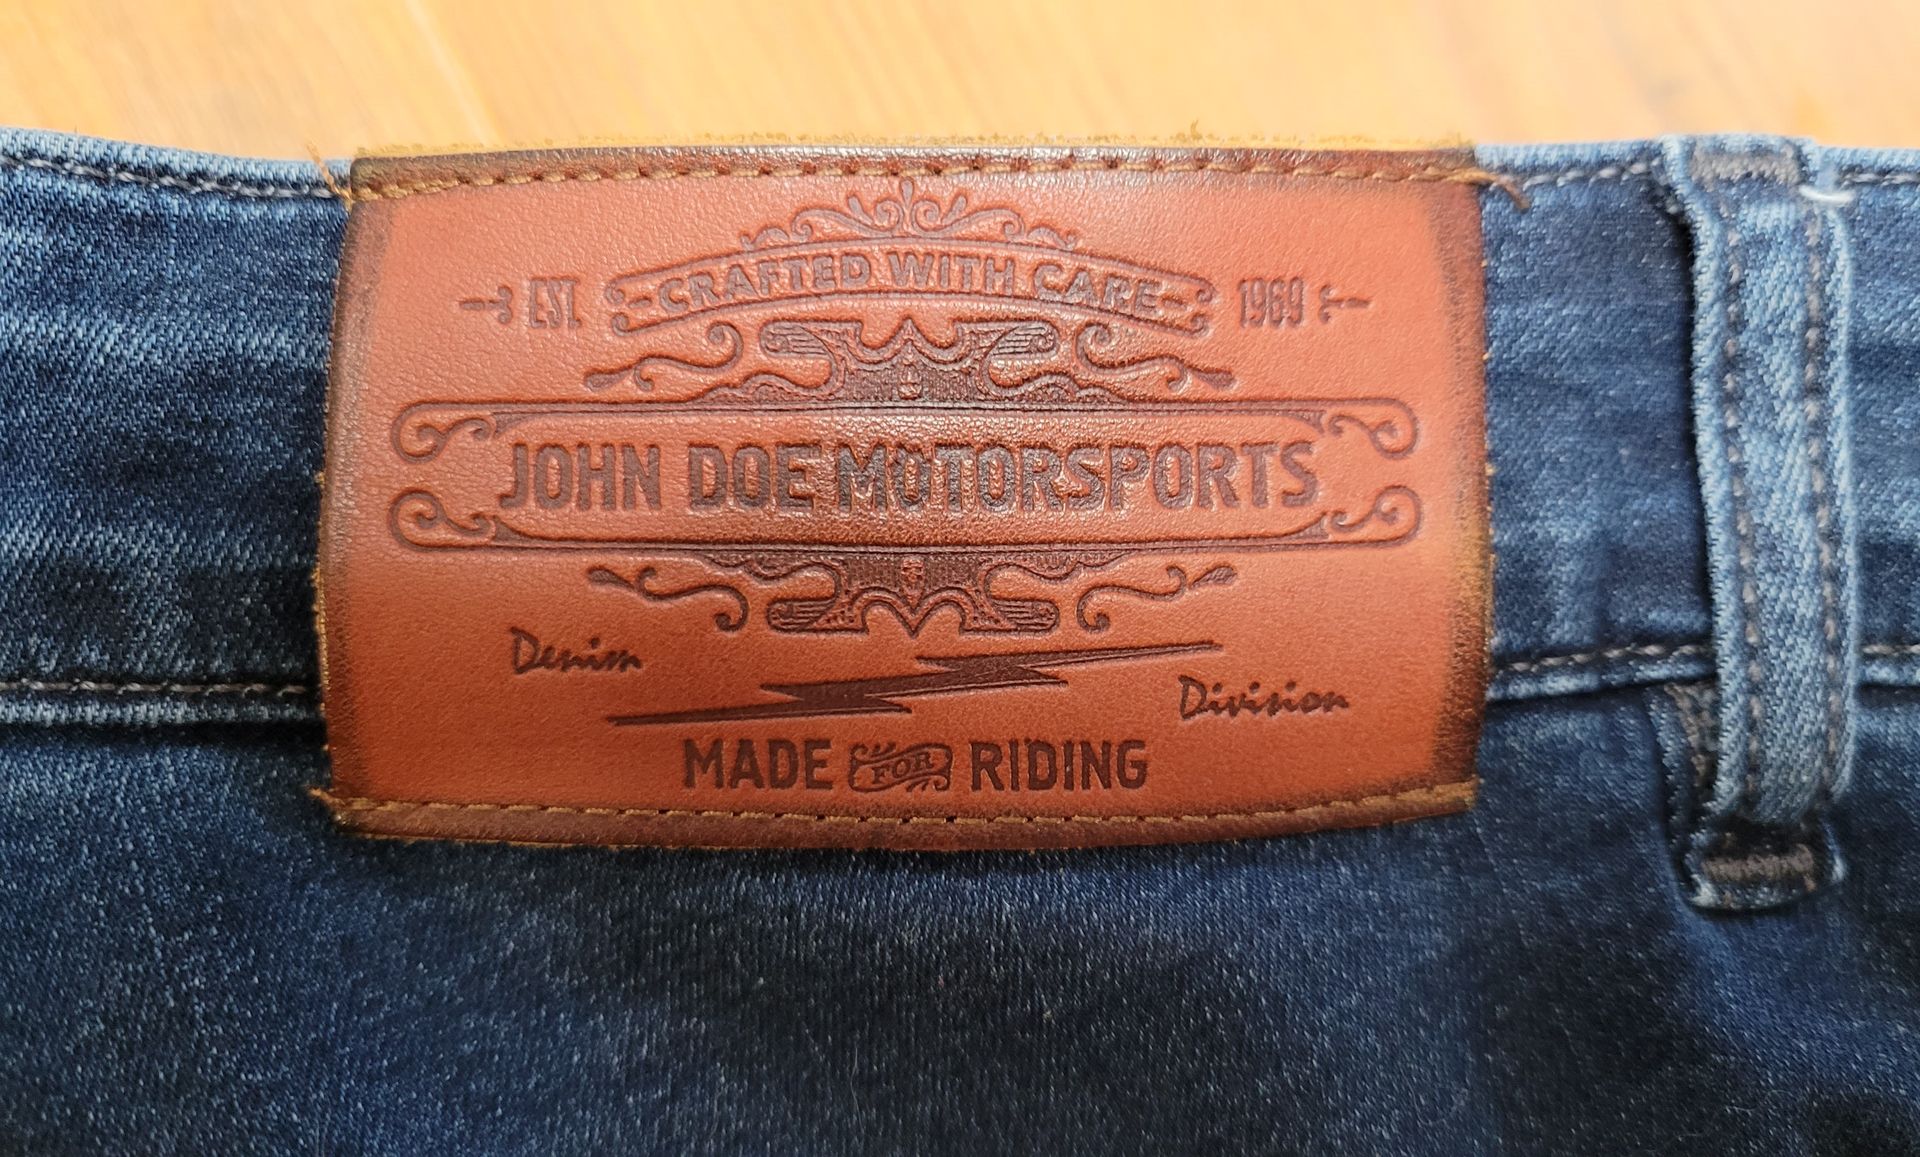 CRAFTED WITH CARE
EST. 1969
JOHN DOE MOTORSPORTS
Denim
Division
MADE FOR RIDING